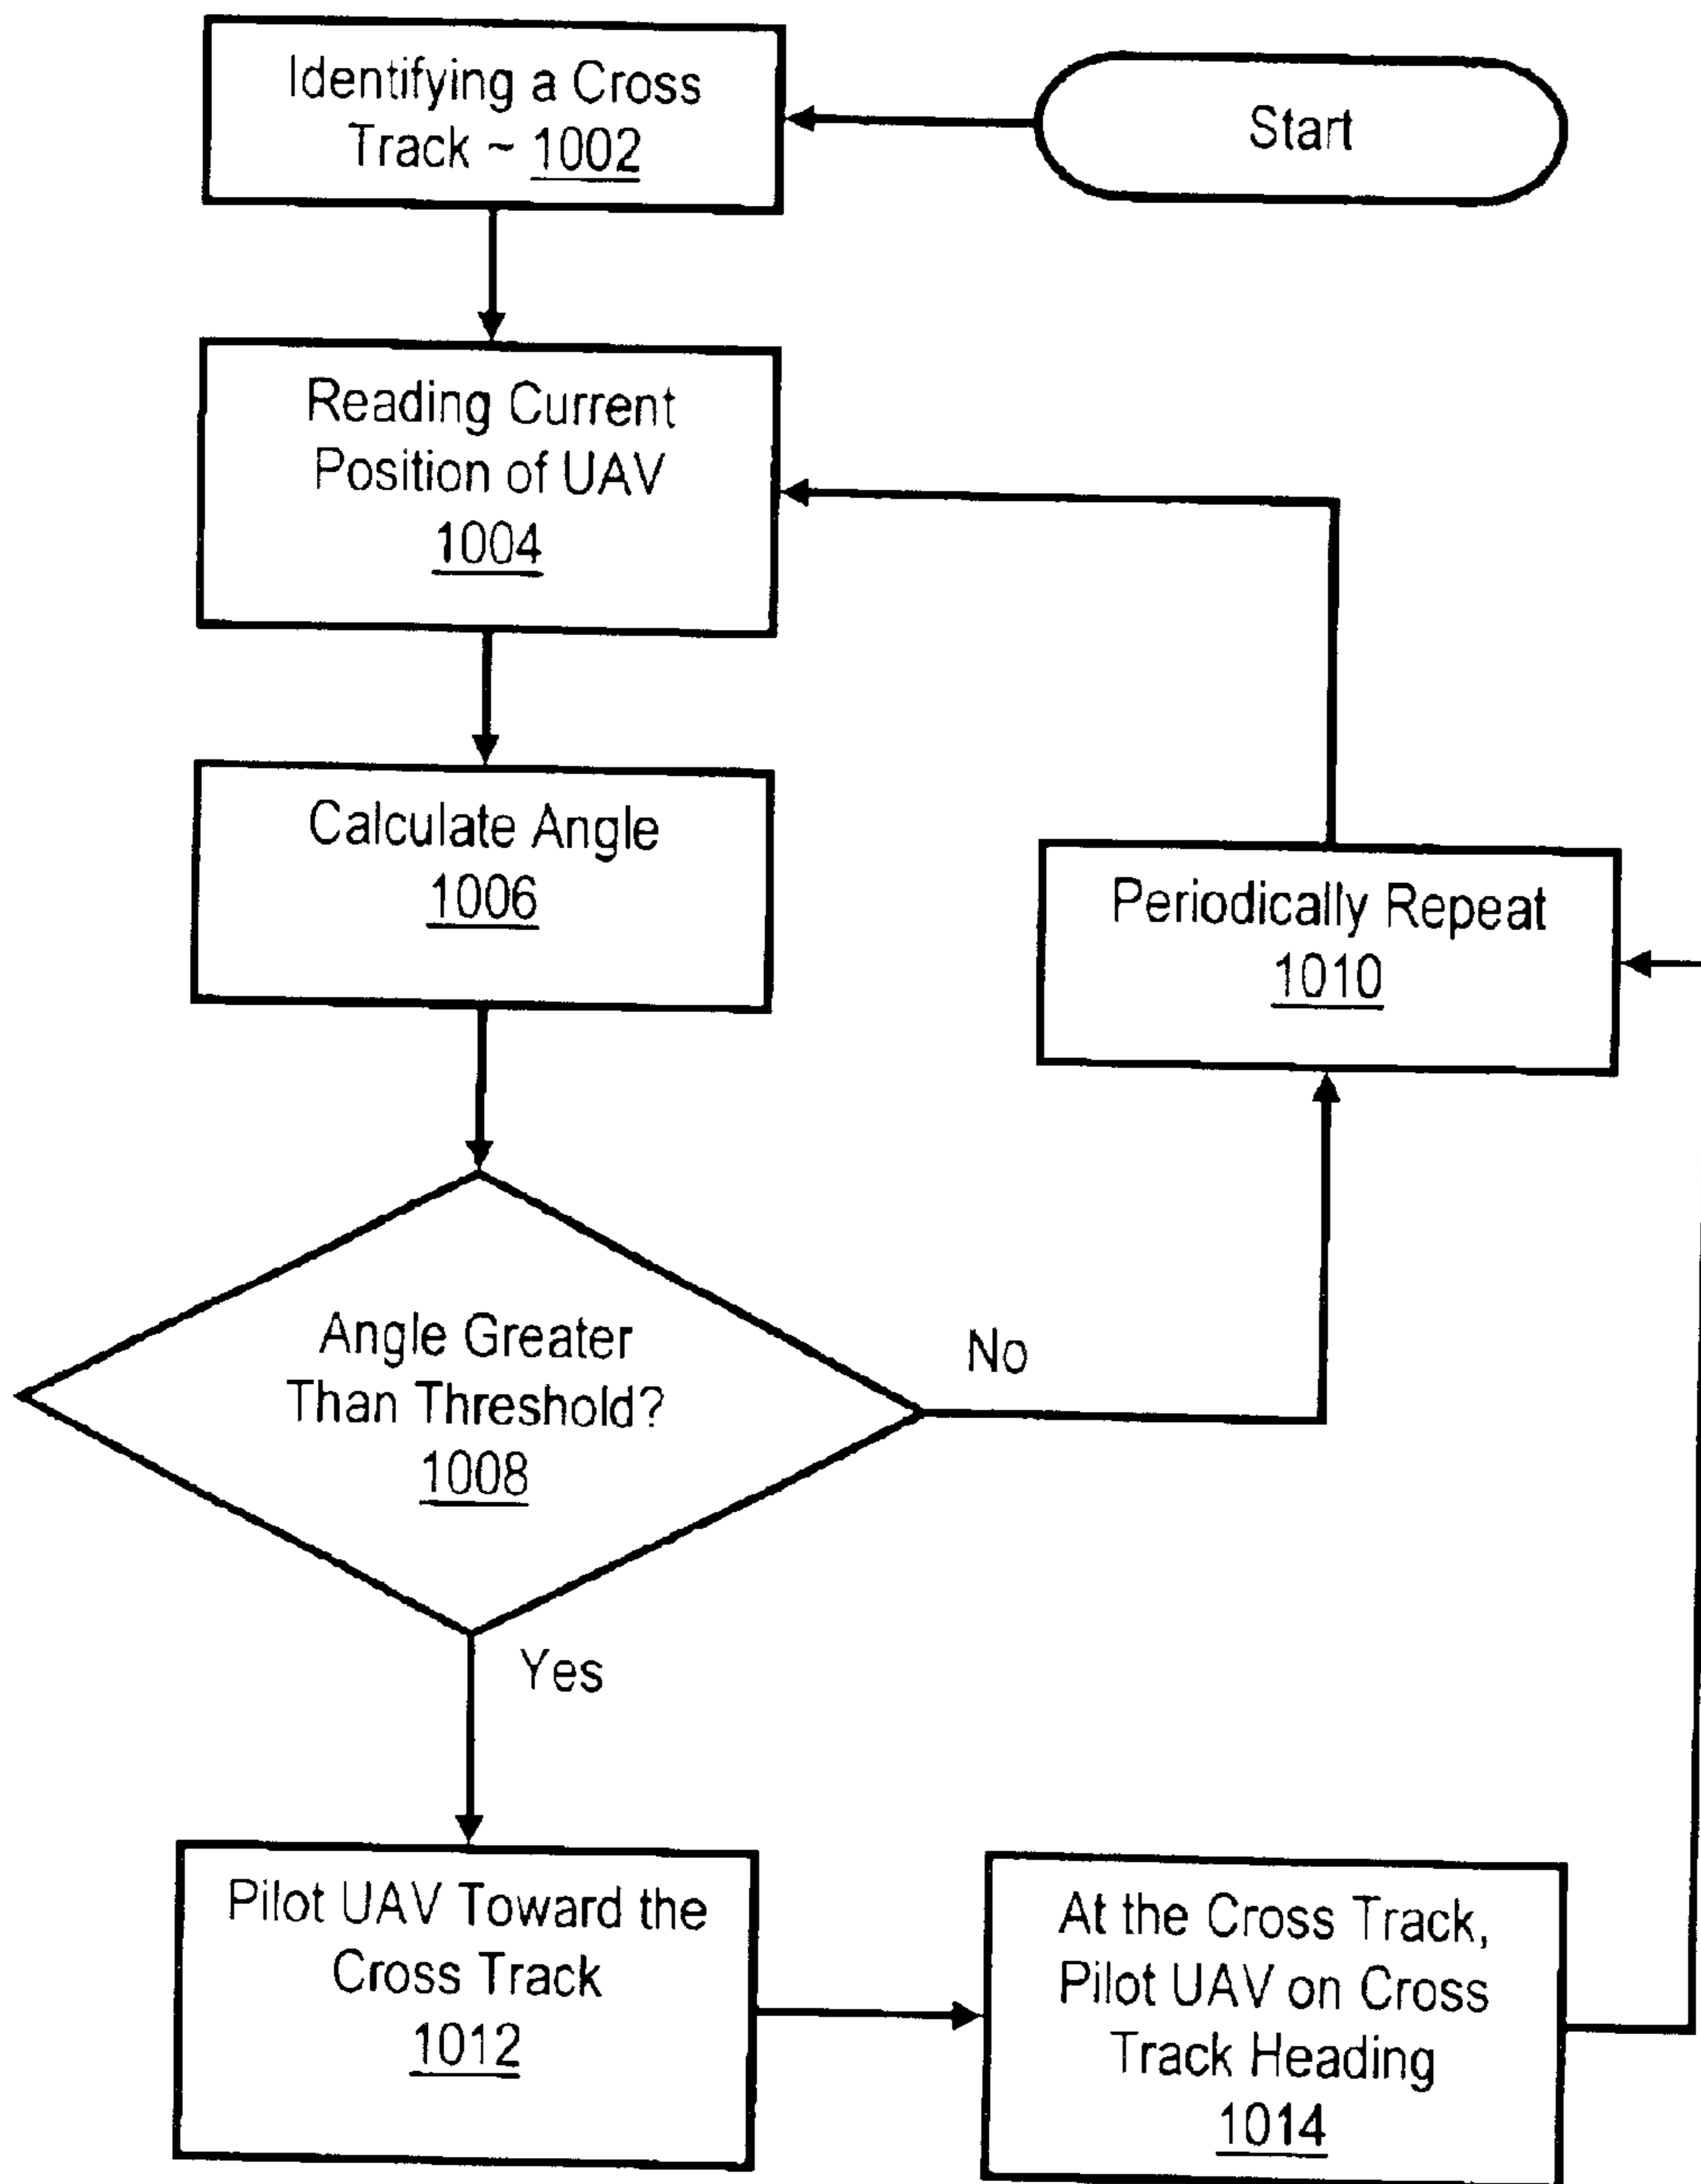 Start
Identifying a Cross
Track ~ 1002
Reading Current
Position of UAV
1004
Calculate Angle
1006
Periodically Repeat
1010
Angle Greater
Than Threshold?
1008
No
Yes
Pilot UAV Toward the
Cross Track
1012
At the Cross Track,
Pilot UAV on Cross
Track Heading
1014